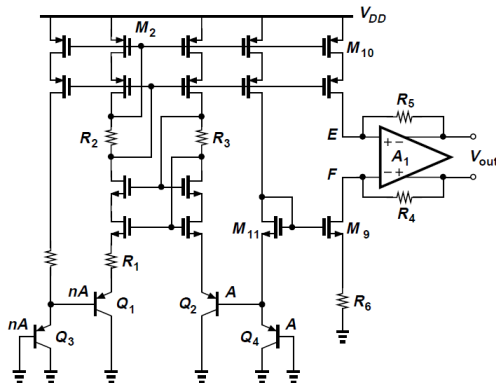 V_DD
M_2
M_10
R_5
R_2
R_3
E
+ −
A_1
V_out
− +
F
R_4
M_11
M_9
R_1
nA
Q_1
Q_2
A
R_6
nA
Q_3
Q_4
A